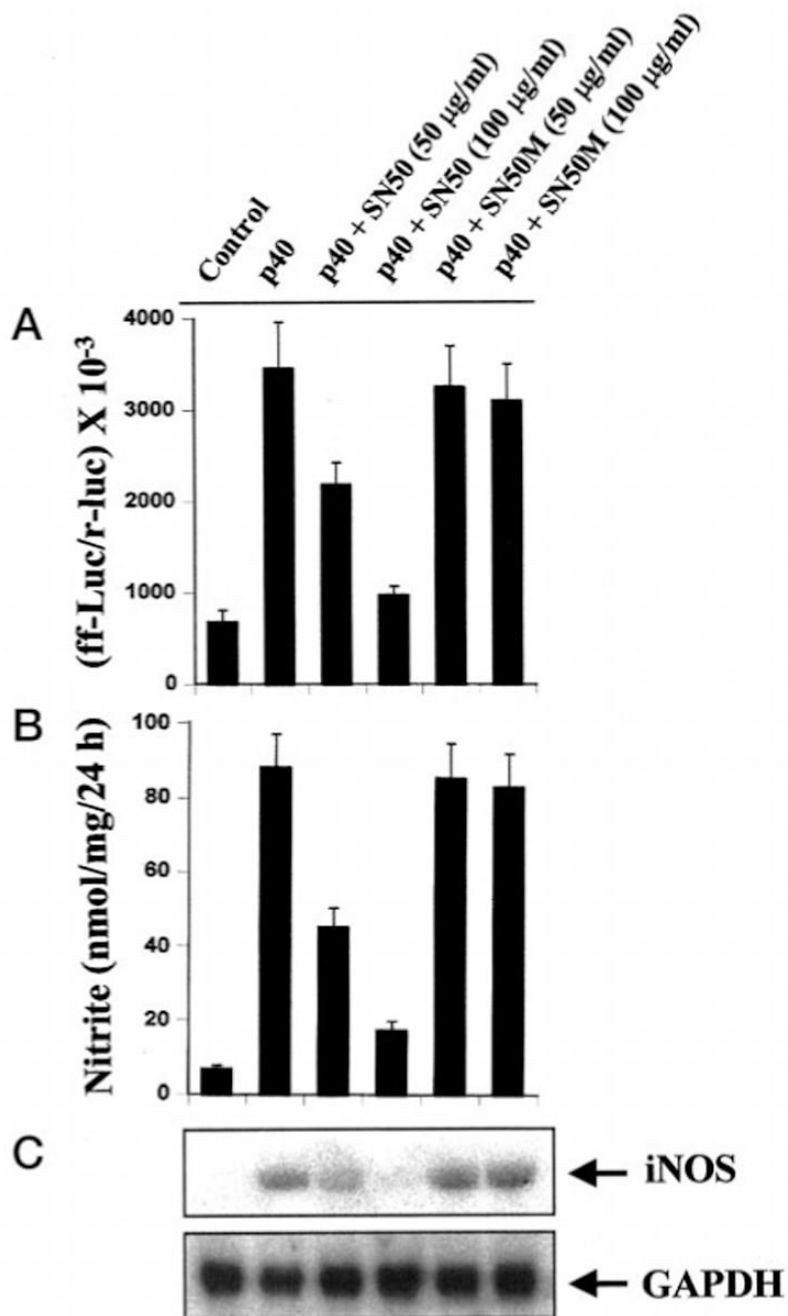 Control
p40
p40 + SN50 (50 μg/ml)
p40 + SN50 (100 μg/ml)
p40 + SN50M (50 μg/ml)
p40 + SN50M (100 μg/ml)
A
(ff-Luc/r-luc) X 10⁻³
4000
3000
2000
1000
0
B
Nitrite (nmol/mg/24 h)
100
80
60
40
20
0
C
iNOS
GAPDH